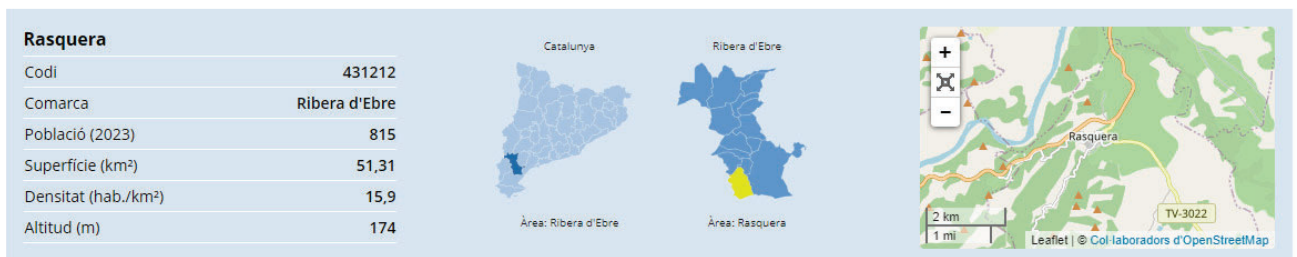 Rasquera
Codi 431212
Comarca Ribera d'Ebre
Població (2023) 815
Superfície (km²) 51,31
Densitat (hab./km²) 15,9
Altitud (m) 174
Catalunya
Àrea: Ribera d'Ebre
Ribera d'Ebre
Àrea: Rasquera
+
−
Rasquera
TV-3022
2 km
1 mi
Leaflet | © Col·laboradors d'OpenStreetMap